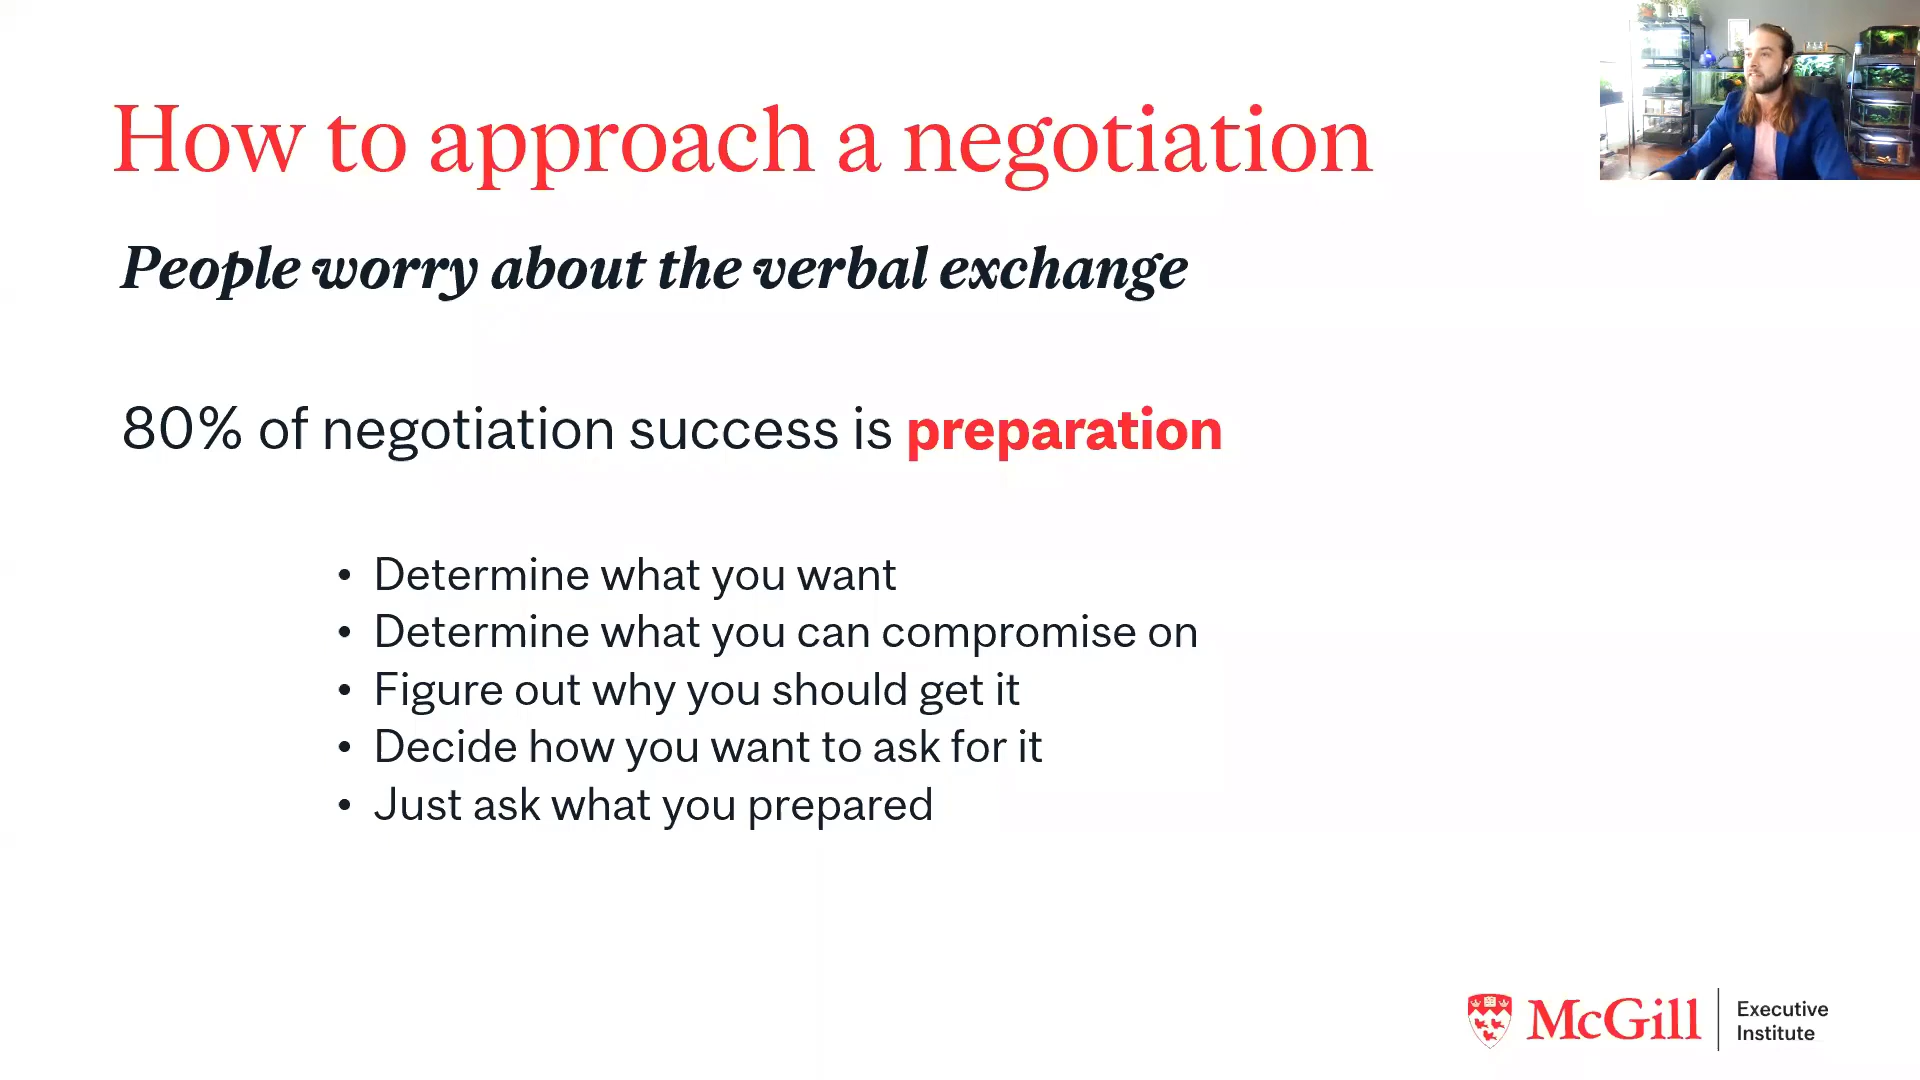 How to approach a negotiation
People worry about the verbal exchange
80% of negotiation success is preparation
• Determine what you want
• Determine what you can compromise on
• Figure out why you should get it
• Decide how you want to ask for it
• Just ask what you prepared
McGill
Executive
Institute